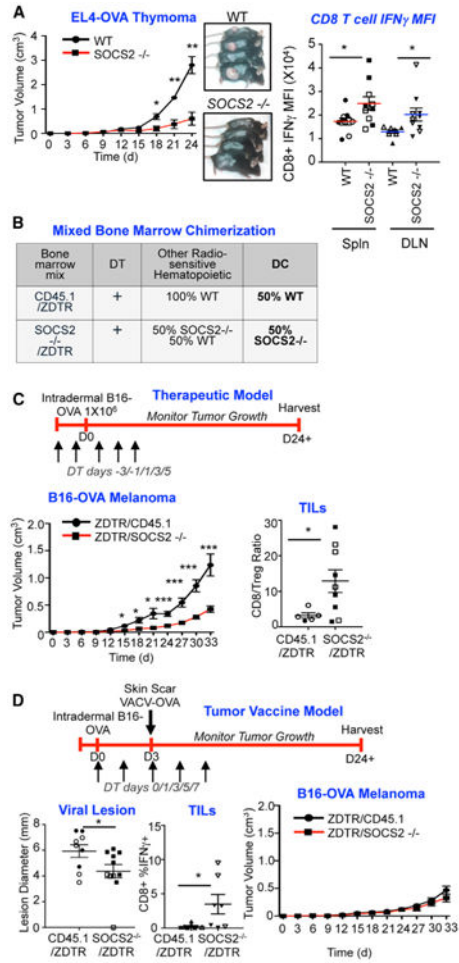 A
EL4-OVA Thymoma
WT
SOCS2 -/-
Tumor Volume (cm³)
4
3
2
1
0
*
**
**
0 3 6 9 12 15 18 21 24
Time (d)
WT
SOCS2 -/-
CD8 T cell IFNγ MFI
CD8+ IFNγ MFI (X10⁴)
5
4
3
2
1
0
*
*
WT
SOCS2 -/-
WT
SOCS2 -/-
Spln
DLN
B
Mixed Bone Marrow Chimerization
Bone marrow mix
DT
Other Radio-sensitive Hematopoietic
DC
CD45.1 /ZDTR
+
100% WT
50% WT
SOCS2 -/-/ZDTR
+
50% SOCS2-/- 50% WT
50% SOCS2-/-
C
Therapeutic Model
Intradermal B16-
OVA 1X10⁶
Monitor Tumor Growth
Harvest
D0
D24+
DT days -3/-1/1/3/5
B16-OVA Melanoma
ZDTR/CD45.1
ZDTR/SOCS2 -/-
Tumor Volume (cm³)
2.0
1.5
1.0
0.5
0.0
* * * *** *** *** ***
0 3 6 9 12 15 18 21 24 27 30 33
Time (d)
TILs
CD8/Treg Ratio
30
20
10
0
*
CD45.1 /ZDTR
SOCS2-/- /ZDTR
D
Skin Scar
VACV-OVA
Tumor Vaccine Model
Intradermal B16-
OVA
Monitor Tumor Growth
Harvest
D0
D3
D24+
DT days 0/1/3/5/7
Viral Lesion
Lesion Diameter (mm)
8
6
4
2
0
*
CD45.1 /ZDTR
SOCS2-/- /ZDTR
TILs
CD8+ %IFNγ+
10
8
6
4
2
0
*
CD45.1 /ZDTR
SOCS2-/- /ZDTR
B16-OVA Melanoma
ZDTR/CD45.1
ZDTR/SOCS2 -/-
Tumor Volume (cm³)
2.0
1.5
1.0
0.5
0.0
0 3 6 9 12 15 18 21 24 27 30 33
Time (d)